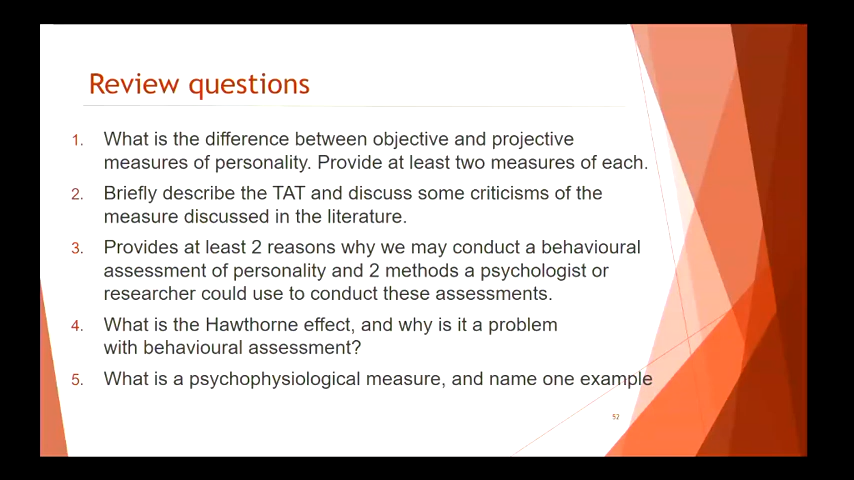 Review questions
1. What is the difference between objective and projective
measures of personality. Provide at least two measures of each.
2. Briefly describe the TAT and discuss some criticisms of the
measure discussed in the literature.
3. Provides at least 2 reasons why we may conduct a behavioural
assessment of personality and 2 methods a psychologist or
researcher could use to conduct these assessments.
4. What is the Hawthorne effect, and why is it a problem
with behavioural assessment?
5. What is a psychophysiological measure, and name one example
57